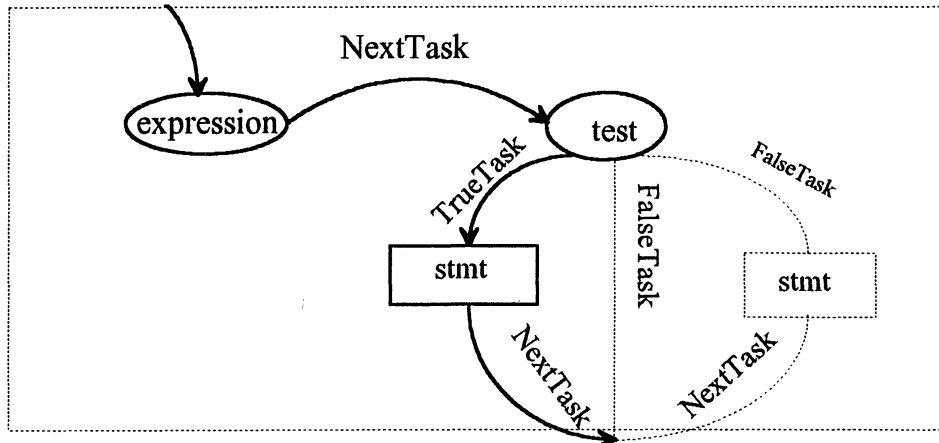 NextTask
expression
test
TrueTask
FalseTask
FalseTask
stmt
stmt
NextTask
NextTask